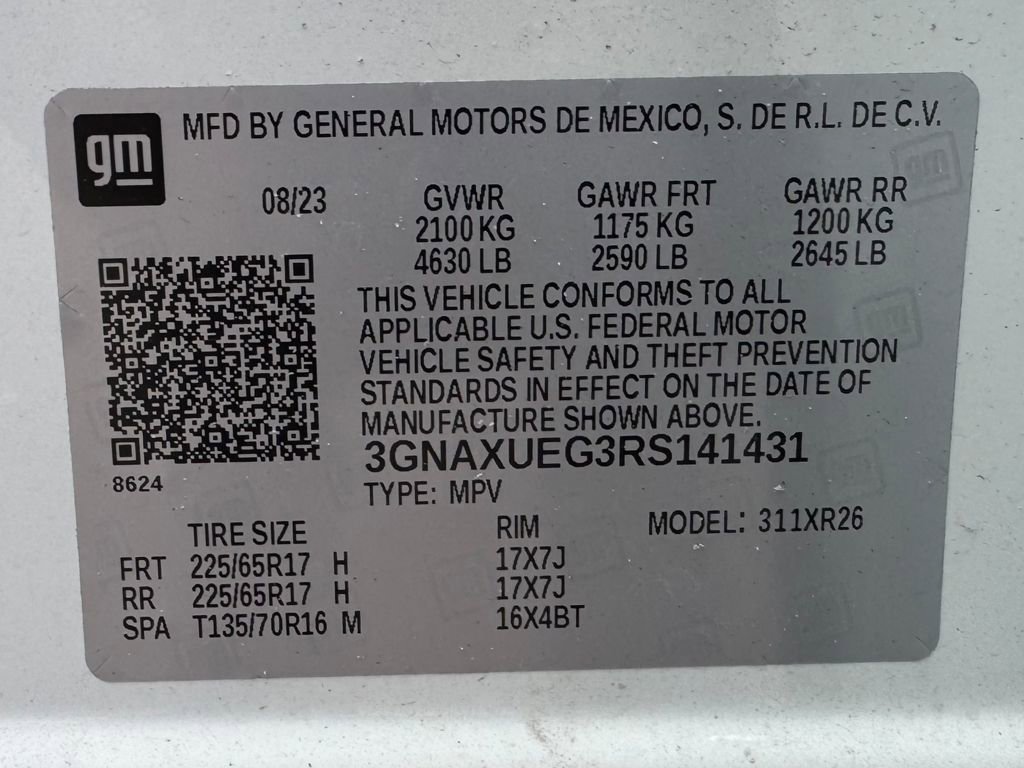 gm
MFD BY GENERAL MOTORS DE MEXICO, S. DE R.L. DE C.V.
08/23 GVWR GAWR FRT GAWR RR
2100 KG 1175 KG 1200 KG
4630 LB 2590 LB 2645 LB
THIS VEHICLE CONFORMS TO ALL
APPLICABLE U.S. FEDERAL MOTOR
VEHICLE SAFETY AND THEFT PREVENTION
STANDARDS IN EFFECT ON THE DATE OF
MANUFACTURE SHOWN ABOVE.
3GNAXUEG3RS141431
8624
TYPE: MPV
TIRE SIZE RIM MODEL: 311XR26
FRT 225/65R17 H 17X7J
RR 225/65R17 H 17X7J
SPA T135/70R16 M 16X4BT